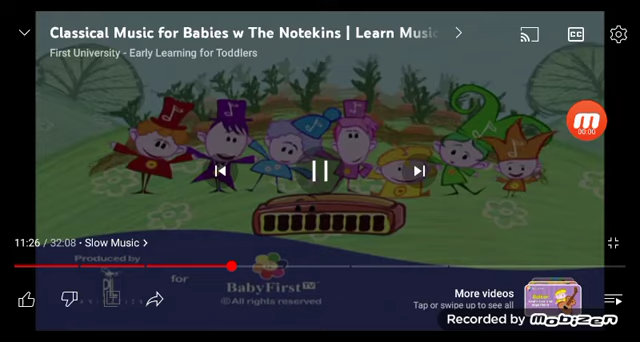 Classical Music for Babies w The Notekins | Learn Music
First University - Early Learning for Toddlers
CC
00:00
11:26 / 32:08 • Slow Music
Produced by
for
BabyFirst TV
© All rights reserved
More videos
Tap or swipe up to see all
Recorded by MOBIZEN